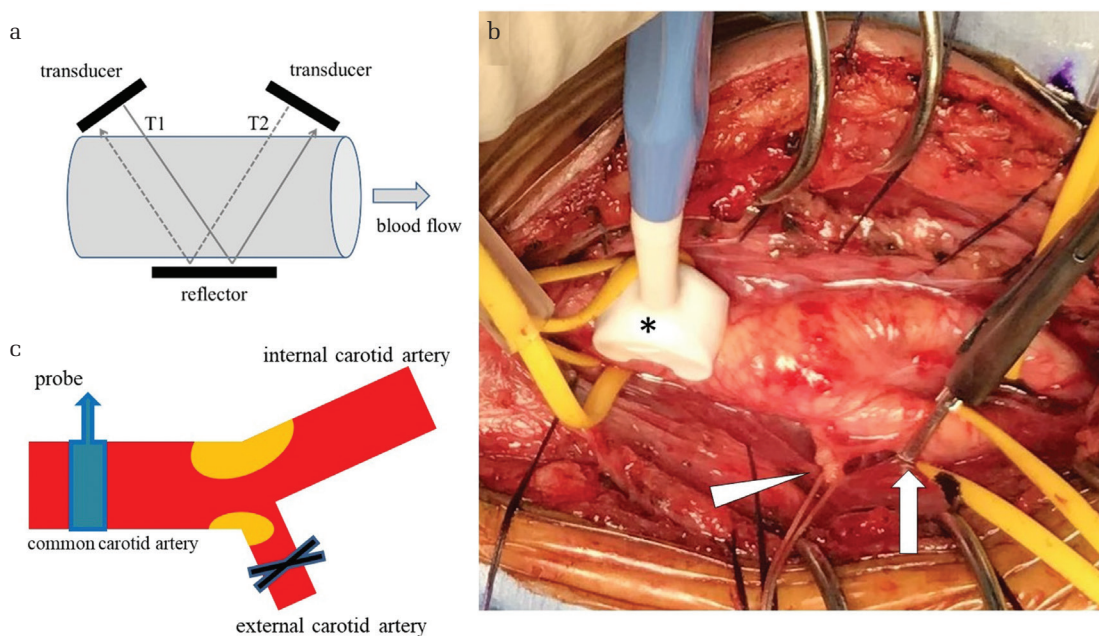 a
transducer
transducer
T1
T2
blood flow
reflector
b
*
c
internal carotid artery
probe
common carotid artery
external carotid artery